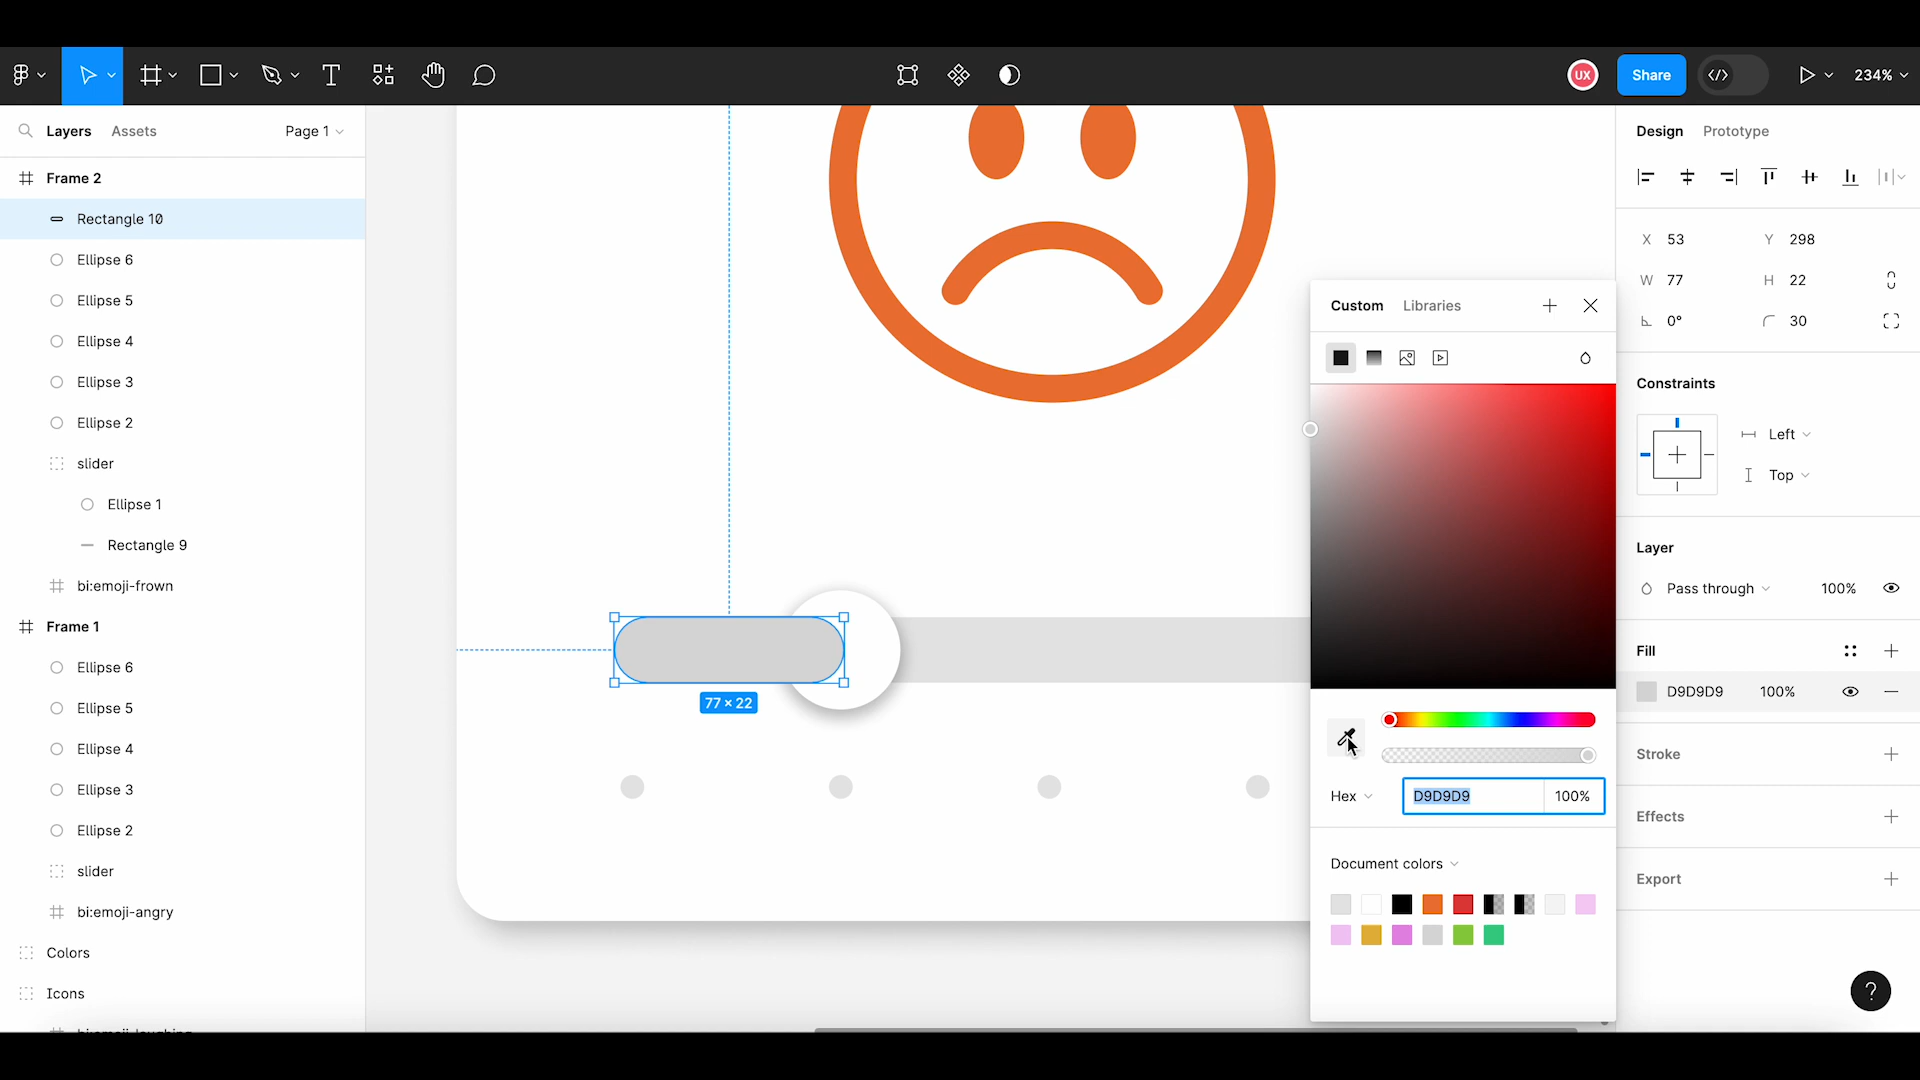 UX
Share
234%
Layers
Assets
Page 1
Design
Prototype
Frame 2
Rectangle 10
Ellipse 6
Ellipse 5
Ellipse 4
Ellipse 3
Ellipse 2
slider
Ellipse 1
Rectangle 9
bi:emoji-frown
Frame 1
Ellipse 6
Ellipse 5
Ellipse 4
Ellipse 3
Ellipse 2
slider
bi:emoji-angry
Colors
Icons
bi:emoji-laughing
77 × 22
Custom
Libraries
Hex
D9D9D9
100%
Document colors
X 53
Y 298
W 77
H 22
0°
30
Constraints
Left
Top
Layer
Pass through
100%
Fill
D9D9D9
100%
Stroke
Effects
Export
?